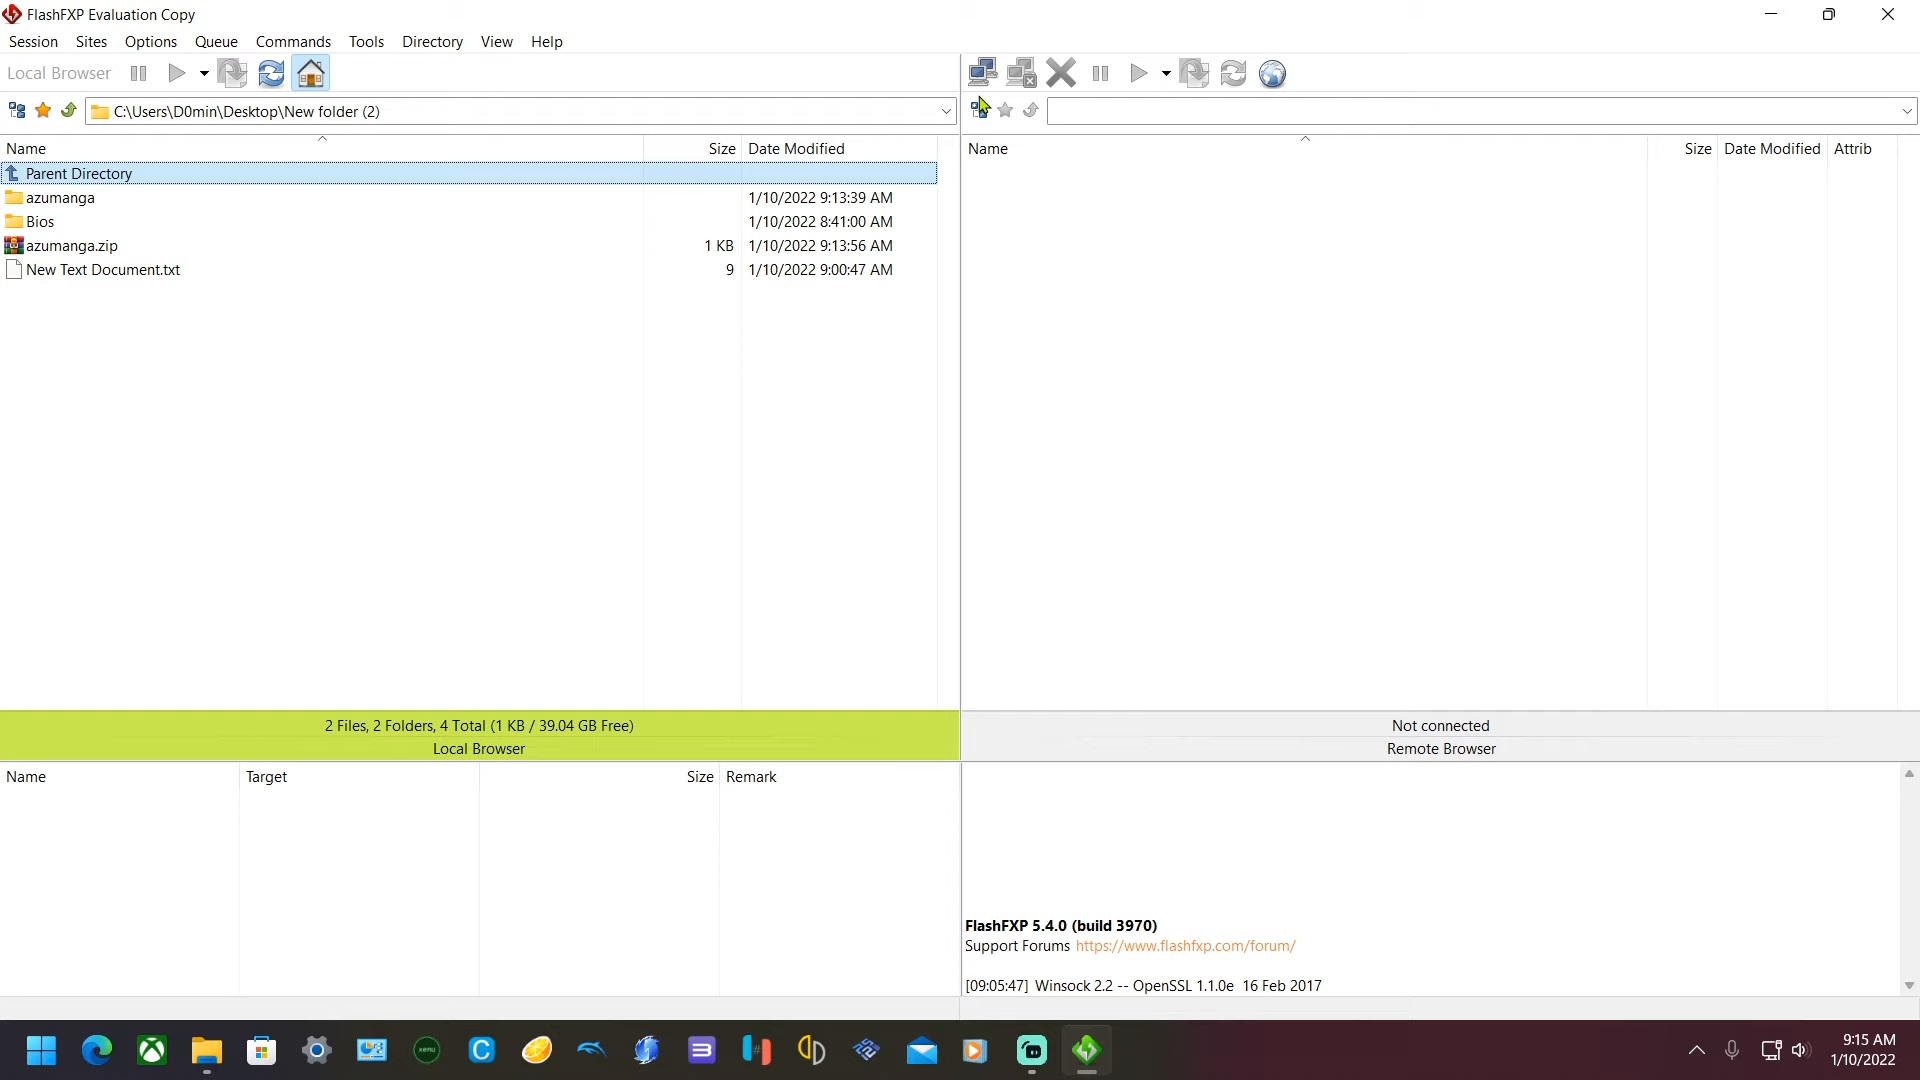 FlashFXP Evaluation Copy
Session Sites Options Queue Commands Tools Directory View Help
Local Browser
C:\Users\D0min\Desktop\New folder (2)
Name Size Date Modified
Parent Directory
azumanga 1/10/2022 9:13:39 AM
Bios 1/10/2022 8:41:00 AM
azumanga.zip 1 KB 1/10/2022 9:13:56 AM
New Text Document.txt 9 1/10/2022 9:00:47 AM
Name Size Date Modified Attrib
2 Files, 2 Folders, 4 Total (1 KB / 39.04 GB Free)
Local Browser
Not connected
Remote Browser
Name Target Size Remark
FlashFXP 5.4.0 (build 3970)
Support Forums https://www.flashfxp.com/forum/
[09:05:47] Winsock 2.2 -- OpenSSL 1.1.0e 16 Feb 2017
xenu
9:15 AM
1/10/2022